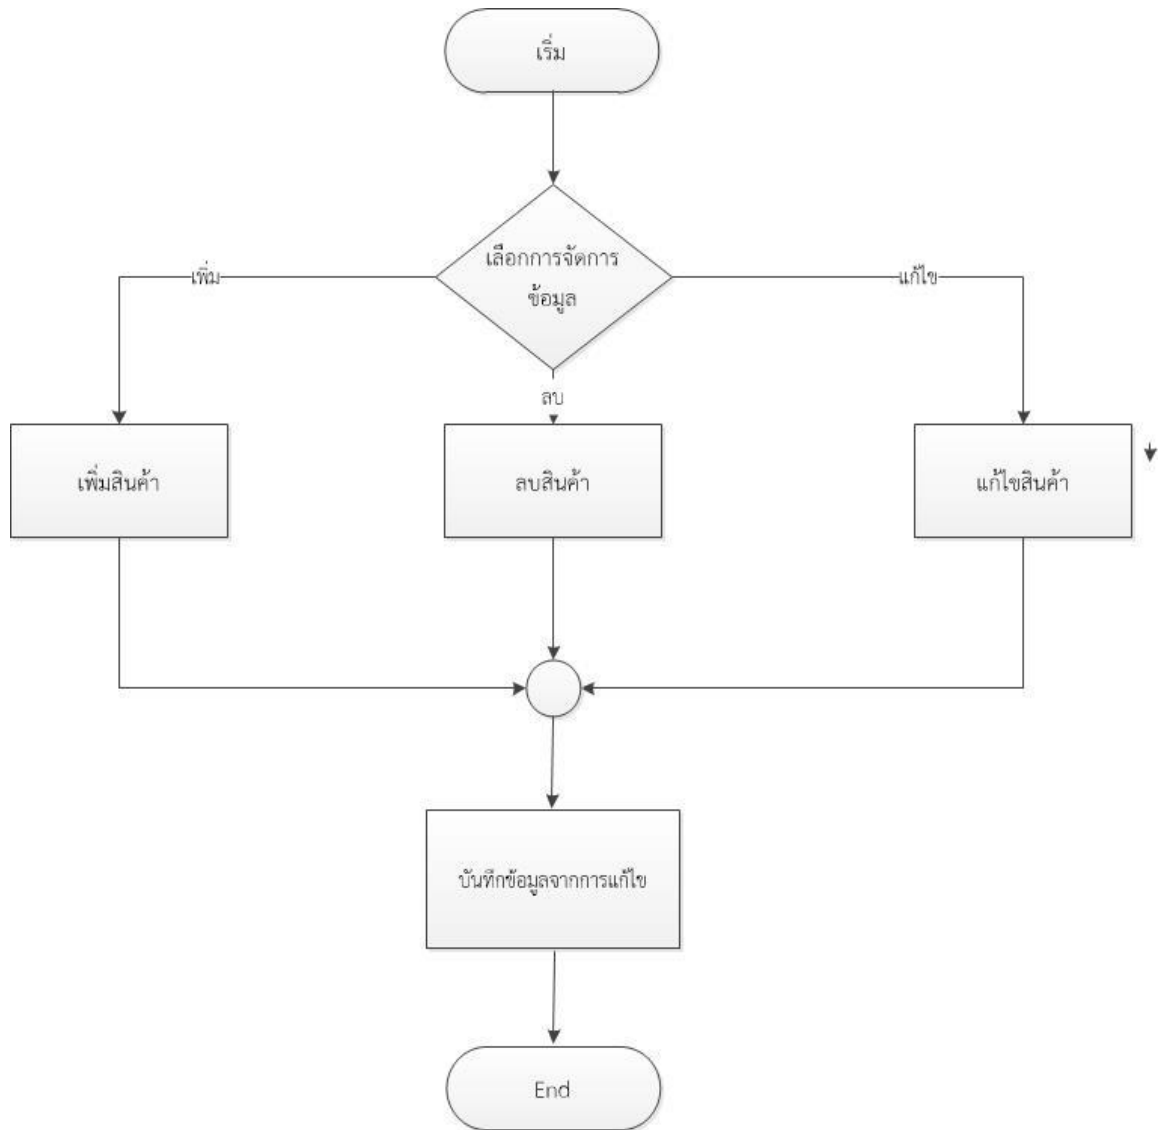 เริ่ม
เลือกการจัดการ
ข้อมูล
เพิ่ม
แก้ไข
ลบ
เพิ่มสินค้า
ลบสินค้า
แก้ไขสินค้า
บันทึกข้อมูลจากการแก้ไข
End